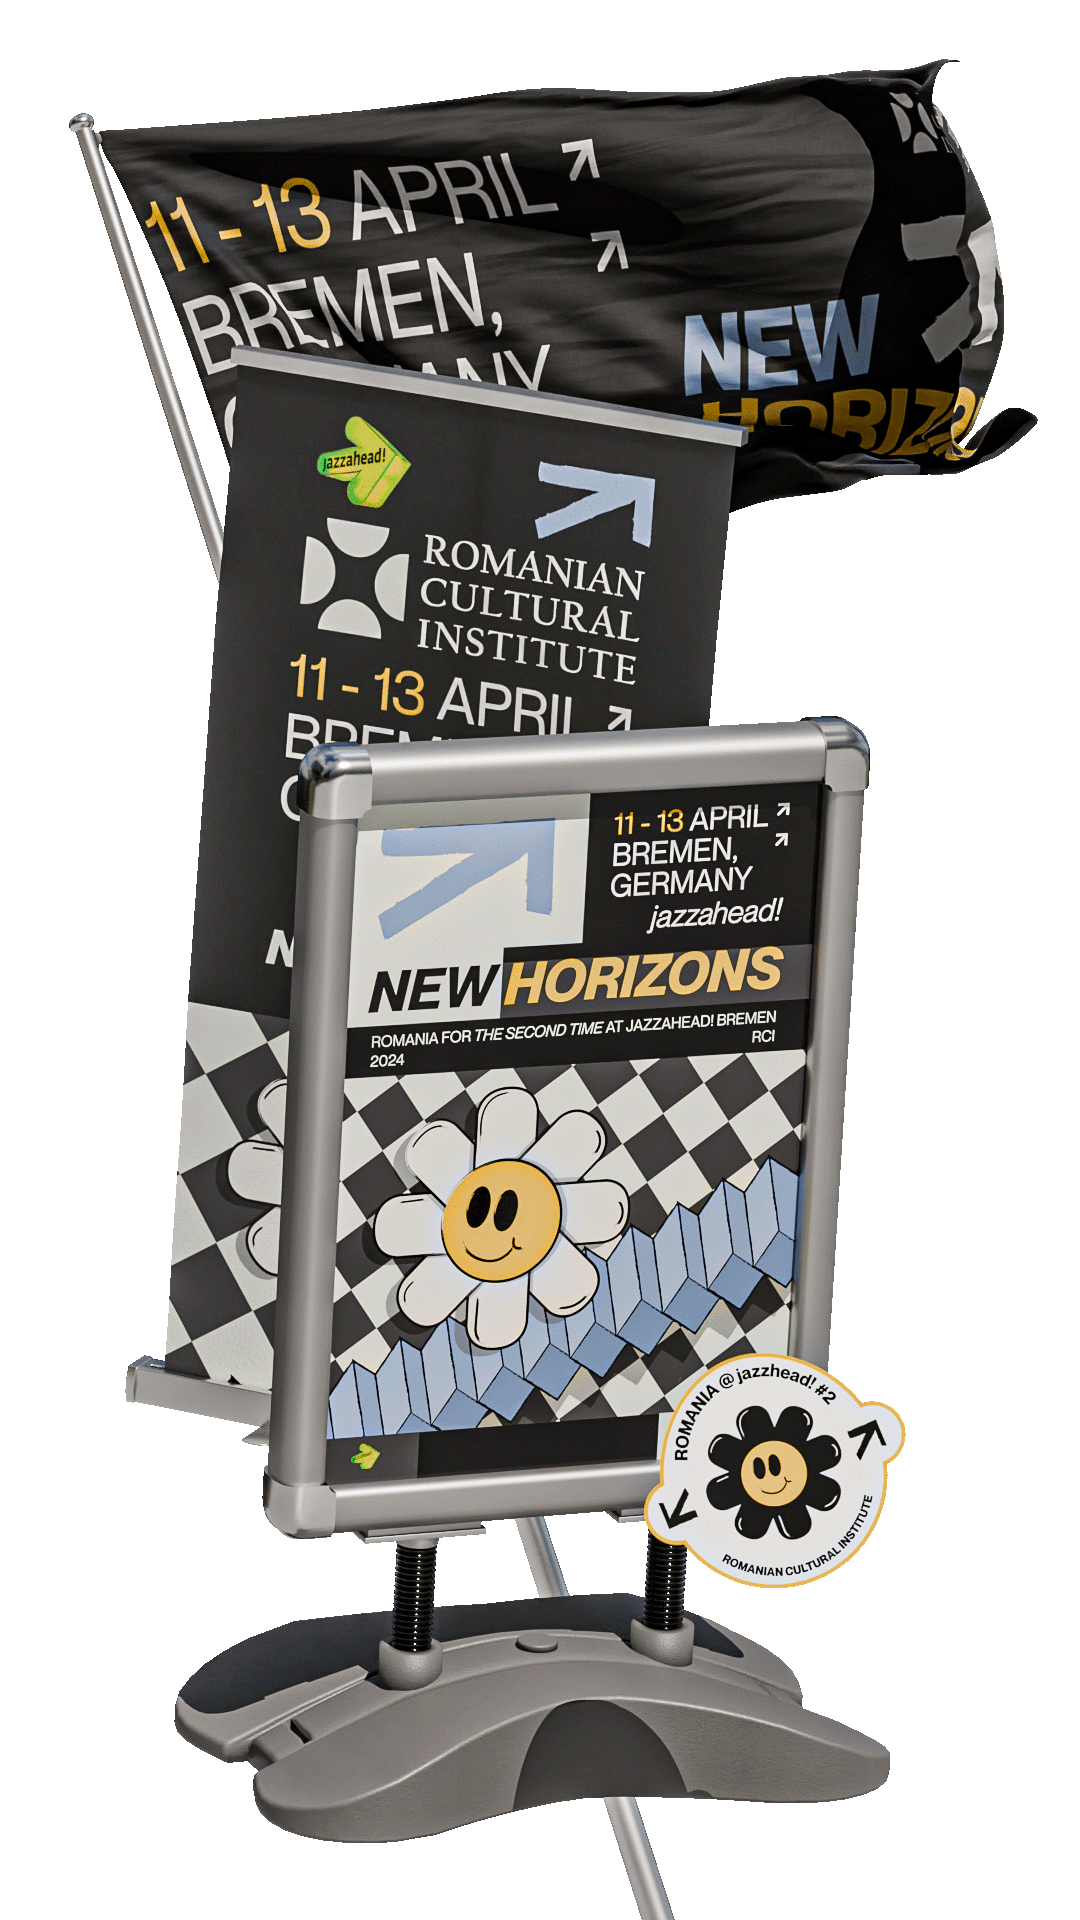 11 - 13 APRIL
BREMEN,
NEW
jazzahead!
ROMANIAN
CULTURAL
INSTITUTE
11 - 13 APRIL
11 - 13 APRIL
BREMEN,
GERMANY
jazzahead!
NEW HORIZONS
ROMANIA FOR THE SECOND TIME AT JAZZAHEAD! BREMEN
2024 RCI
ROMANIA @ jazzhead! #2
ROMANIAN CULTURAL INSTITUTE